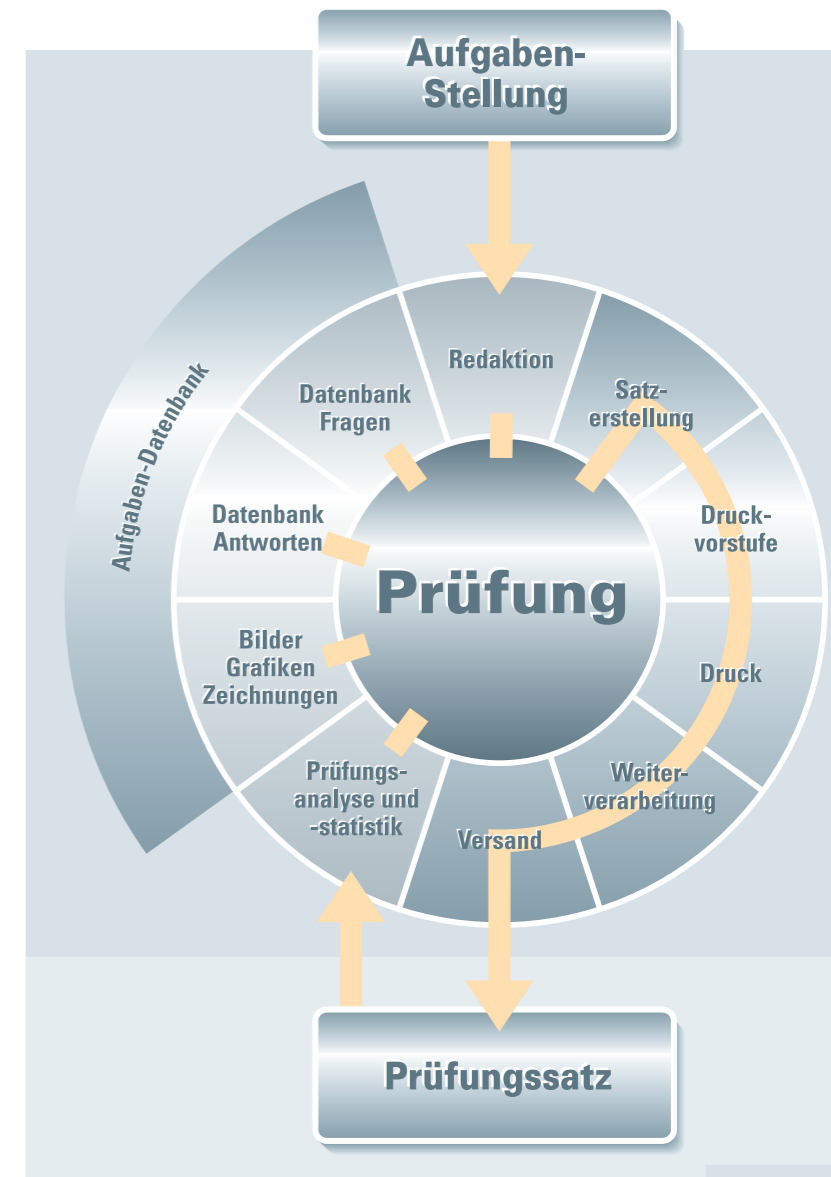 Aufgaben-
Stellung
Redaktion
Satz-
erstellung
Druck-
vorstufe
Druck
Weiter-
verarbeitung
Versand
Prüfungs-
analyse und
-statistik
Bilder
Grafiken
Zeichnungen
Datenbank
Antworten
Datenbank
Fragen
Aufgaben-Datenbank
Prüfung
Prüfungssatz